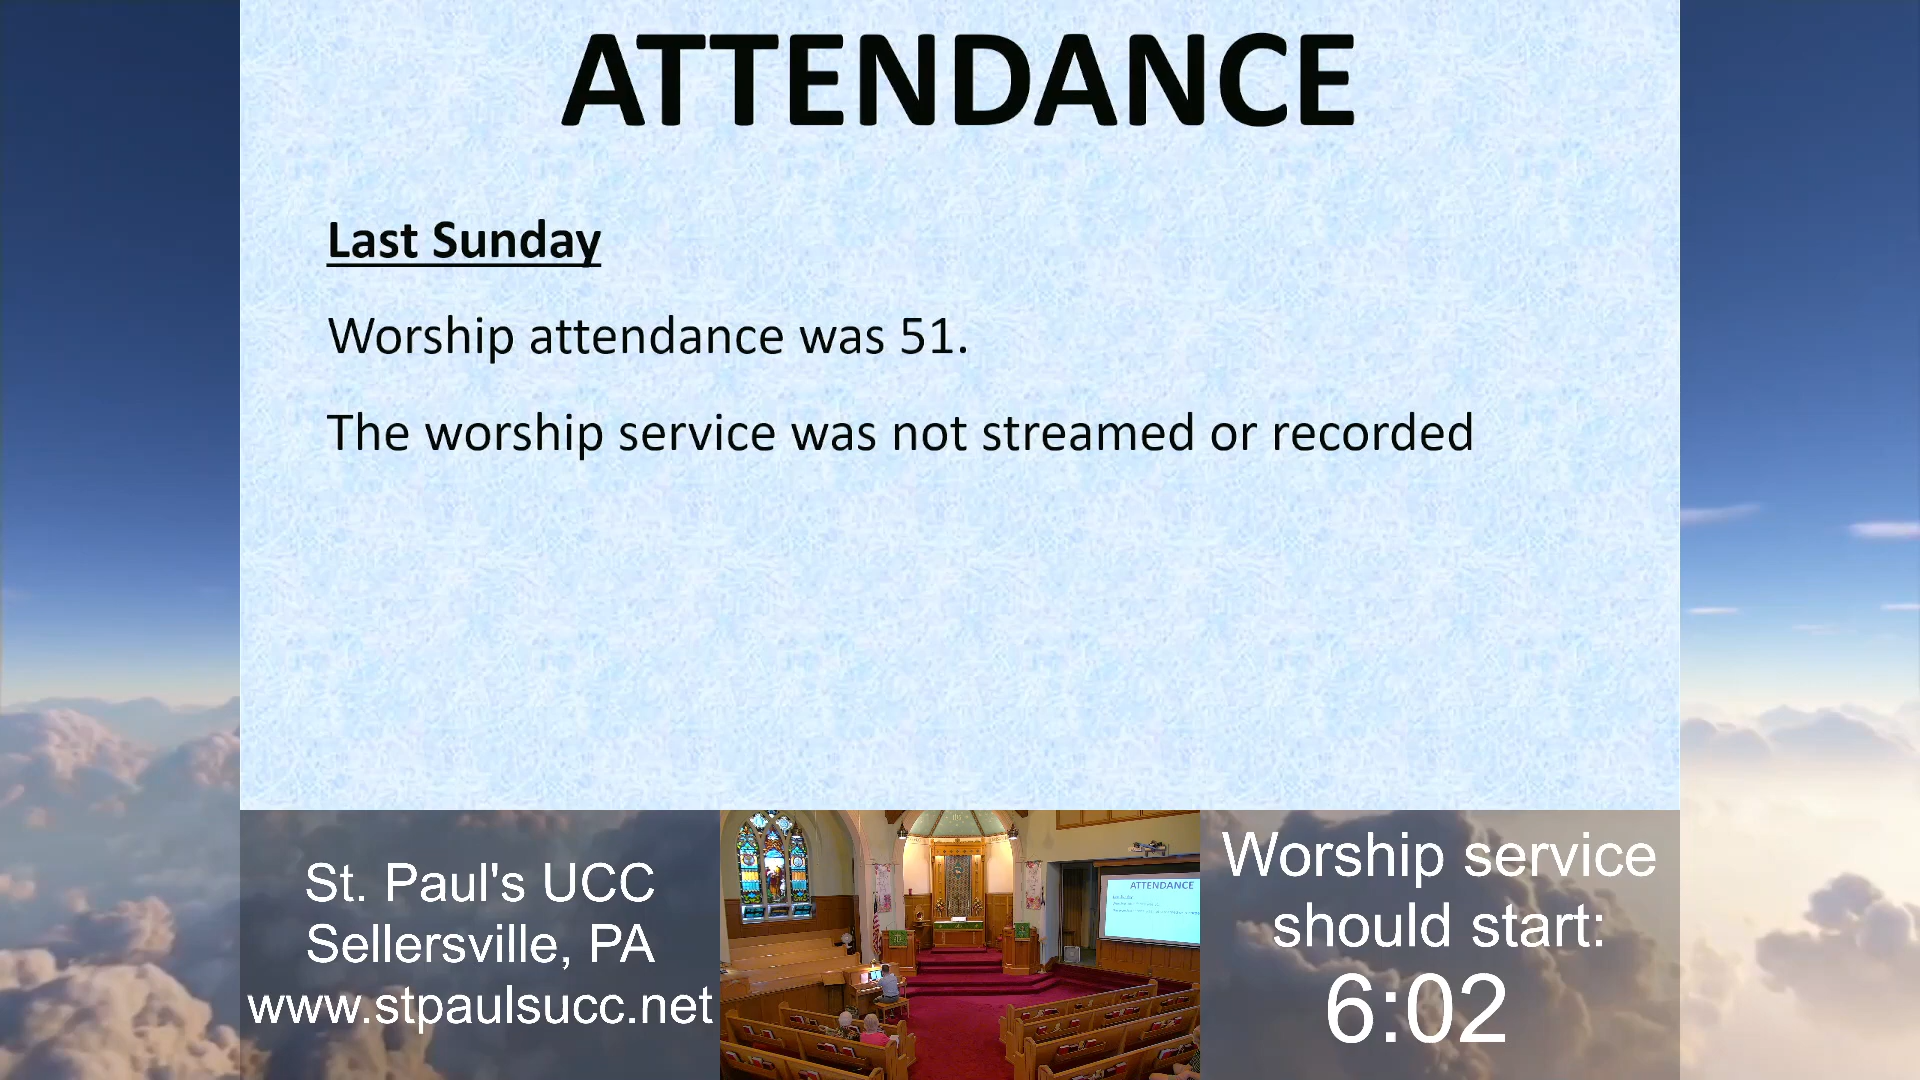 ATTENDANCE
Last Sunday
Worship attendance was 51.
The worship service was not streamed or recorded
St. Paul's UCC
Sellersville, PA
www.stpaulsucc.net
ATTENDANCE
Worship service
should start:
6:02